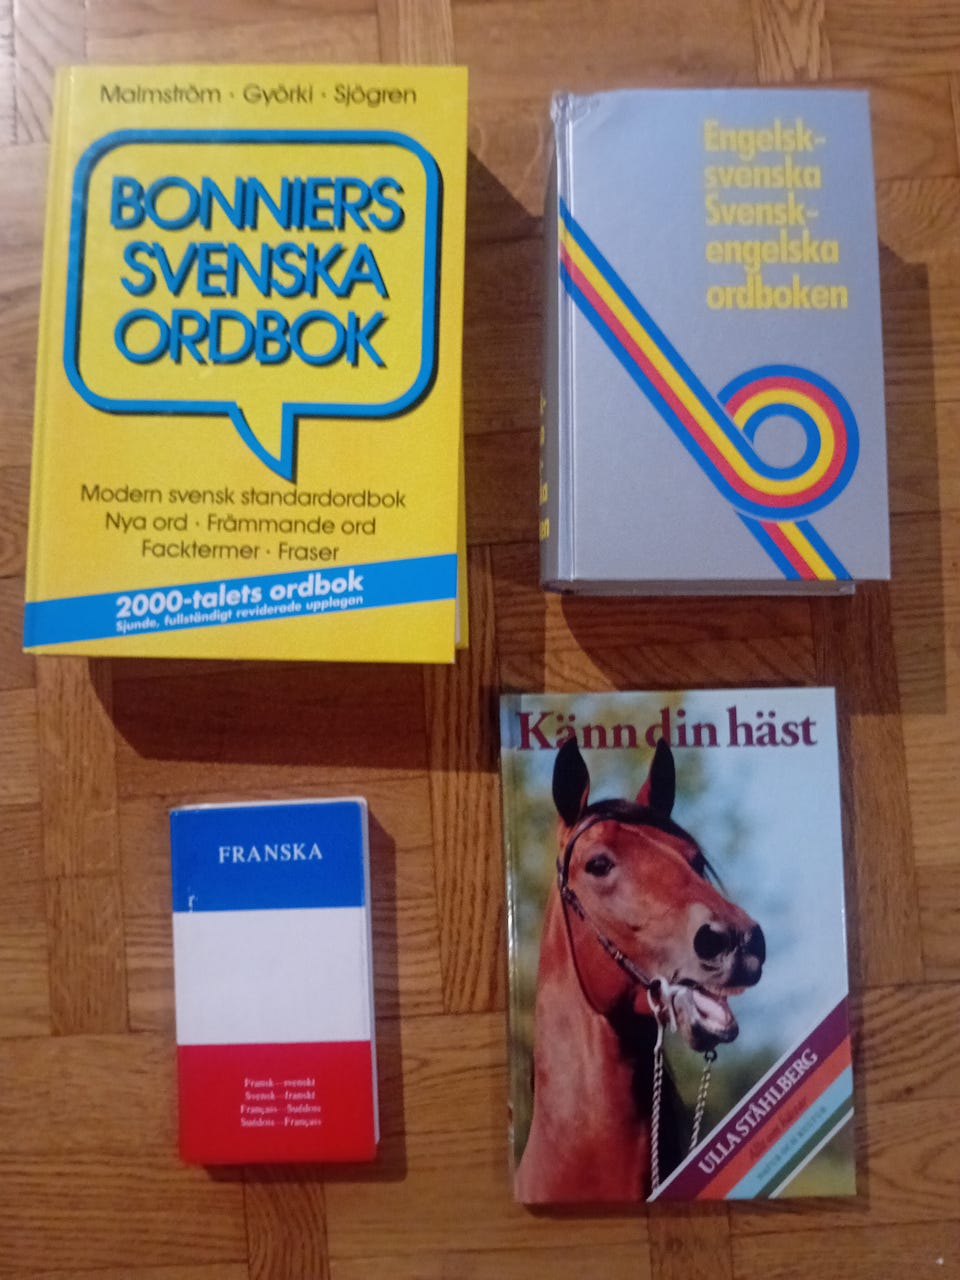 Malmström · Györki · Sjögren
BONNIERS
SVENSKA
ORDBOK
Modern svensk standardordbok
Nya ord · Främmande ord
Facktermer · Fraser
2000-talets ordbok
Sjunde, fullständigt reviderade upplagan
Engelsk-
svenska
Svensk-
engelska
ordboken
FRANSKA
Fransk—svenskt
Svensk—franskt
Français—Suédois
Suédois—Français
Känn din häst
ULLA STÅHLBERG